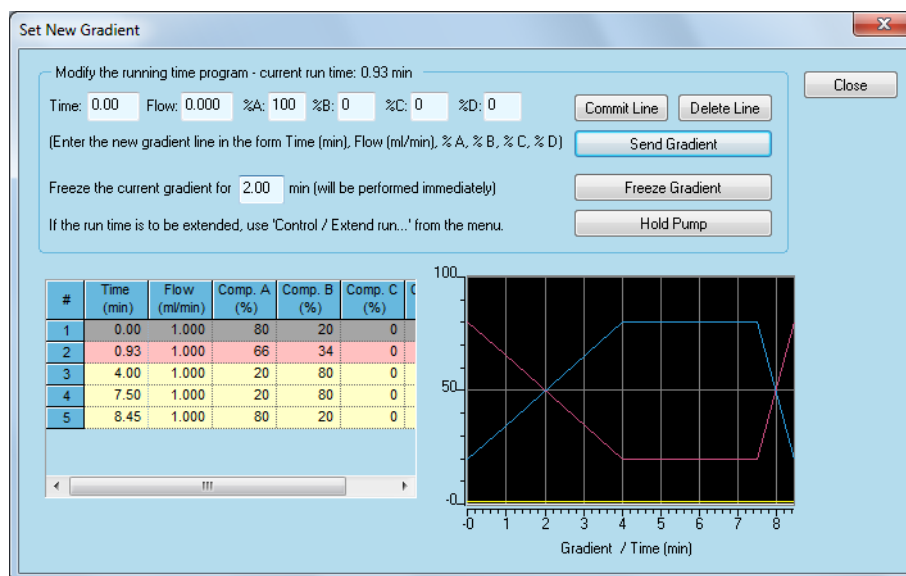 Set New Gradient
Modify the running time program - current run time: 0.93 min
Time: 0.00 Flow: 0.000 %A: 100 %B: 0 %C: 0 %D: 0
Commit Line Delete Line
Close
(Enter the new gradient line in the form Time (min), Flow (ml/min), % A, % B, % C, % D)
Send Gradient
Freeze the current gradient for 2.00 min (will be performed immediately)
Freeze Gradient
If the run time is to be extended, use 'Control / Extend run...' from the menu.
Hold Pump
# Time (min) Flow (ml/min) Comp. A (%) Comp. B (%) Comp. C (%) C
1 0.00 1.000 80 20 0
2 0.93 1.000 66 34 0
3 4.00 1.000 20 80 0
4 7.50 1.000 20 80 0
5 8.45 1.000 80 20 0
100
50
-0
-0 1 2 3 4 5 6 7 8
Gradient / Time (min)